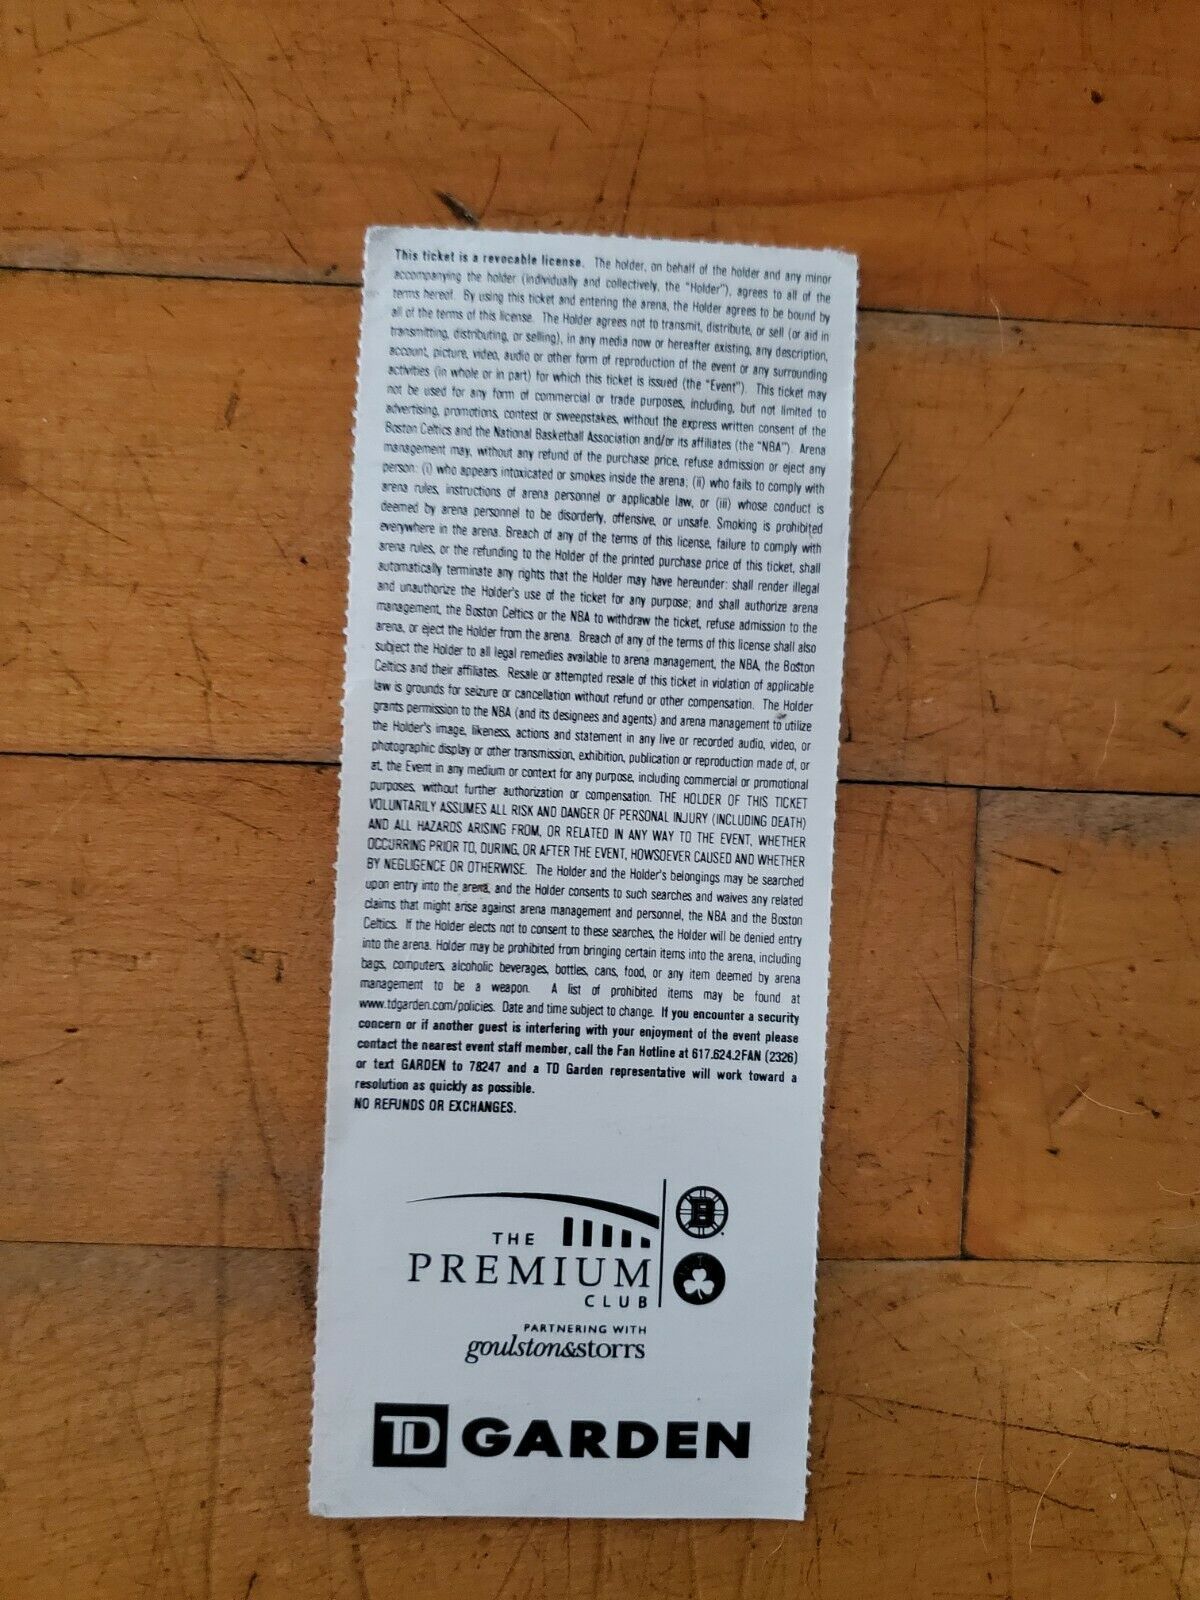 This ticket is a revocable license. The holder, on behalf of the holder and any minor
accompanying the holder (individually and collectively, the "Holder"), agrees to all of the
terms hereof. By using this ticket and entering the arena, the Holder agrees to be bound by
all of the terms of this license. The Holder agrees not to transmit, distribute, or sell (or aid in
transmitting, distributing, or selling), in any media now or hereafter existing, any description,
account, picture, video, audio or other form of reproduction of the event or any surrounding
activities (in whole or in part) for which this ticket is issued (the "Event"). This ticket may
not be used for any form of commercial or trade purposes, including, but not limited to
advertising, promotions, contest or sweepstakes, without the express written consent of the
Boston Celtics and the National Basketball Association and/or its affiliates (the "NBA"). Arena
management may, without any refund of the purchase price, refuse admission or eject any
person: (i) who appears intoxicated or smokes inside the arena; (ii) who fails to comply with
arena rules, instructions of arena personnel or applicable law, or (iii) whose conduct is
deemed by arena personnel to be disorderly, offensive, or unsafe. Smoking is prohibited
everywhere in the arena. Breach of any of the terms of this license, failure to comply with
arena rules, or the refunding to the Holder of the printed purchase price of this ticket, shall
automatically terminate any rights that the Holder may have hereunder: shall render illegal
and unauthorize the Holder's use of the ticket for any purpose; and shall authorize arena
management, the Boston Celtics or the NBA to withdraw the ticket, refuse admission to the
arena, or eject the Holder from the arena. Breach of any of the terms of this license shall also
subject the Holder to all legal remedies available to arena management, the NBA, the Boston
Celtics and their affiliates. Resale or attempted resale of this ticket in violation of applicable
law is grounds for seizure or cancellation without refund or other compensation. The Holder
grants permission to the NBA (and its designees and agents) and arena management to utilize
the Holder's image, likeness, actions and statement in any live or recorded audio, video, or
photographic display or other transmission, exhibition, publication or reproduction made of, or
at, the Event in any medium or context for any purpose, including commercial or promotional
purposes, without further authorization or compensation. THE HOLDER OF THIS TICKET
VOLUNTARILY ASSUMES ALL RISK AND DANGER OF PERSONAL INJURY (INCLUDING DEATH)
AND ALL HAZARDS ARISING FROM, OR RELATED IN ANY WAY TO THE EVENT, WHETHER
OCCURRING PRIOR TO, DURING, OR AFTER THE EVENT, HOWSOEVER CAUSED AND WHETHER
BY NEGLIGENCE OR OTHERWISE. The Holder and the Holder's belongings may be searched
upon entry into the arena, and the Holder consents to such searches and waives any related
claims that might arise against arena management and personnel, the NBA and the Boston
Celtics. If the Holder elects not to consent to these searches, the Holder will be denied entry
into the arena. Holder may be prohibited from bringing certain items into the arena, including
bags, computers, alcoholic beverages, bottles, cans, food, or any item deemed by arena
management to be a weapon. A list of prohibited items may be found at
www.tdgarden.com/policies. Date and time subject to change. If you encounter a security
concern or if another guest is interfering with your enjoyment of the event please
contact the nearest event staff member, call the Fan Hotline at 617.624.2FAN (2326)
or text GARDEN to 78247 and a TD Garden representative will work toward a
resolution as quickly as possible.
NO REFUNDS OR EXCHANGES.
THE
PREMIUM
CLUB
B
PARTNERING WITH
goulston&storrs
TD GARDEN